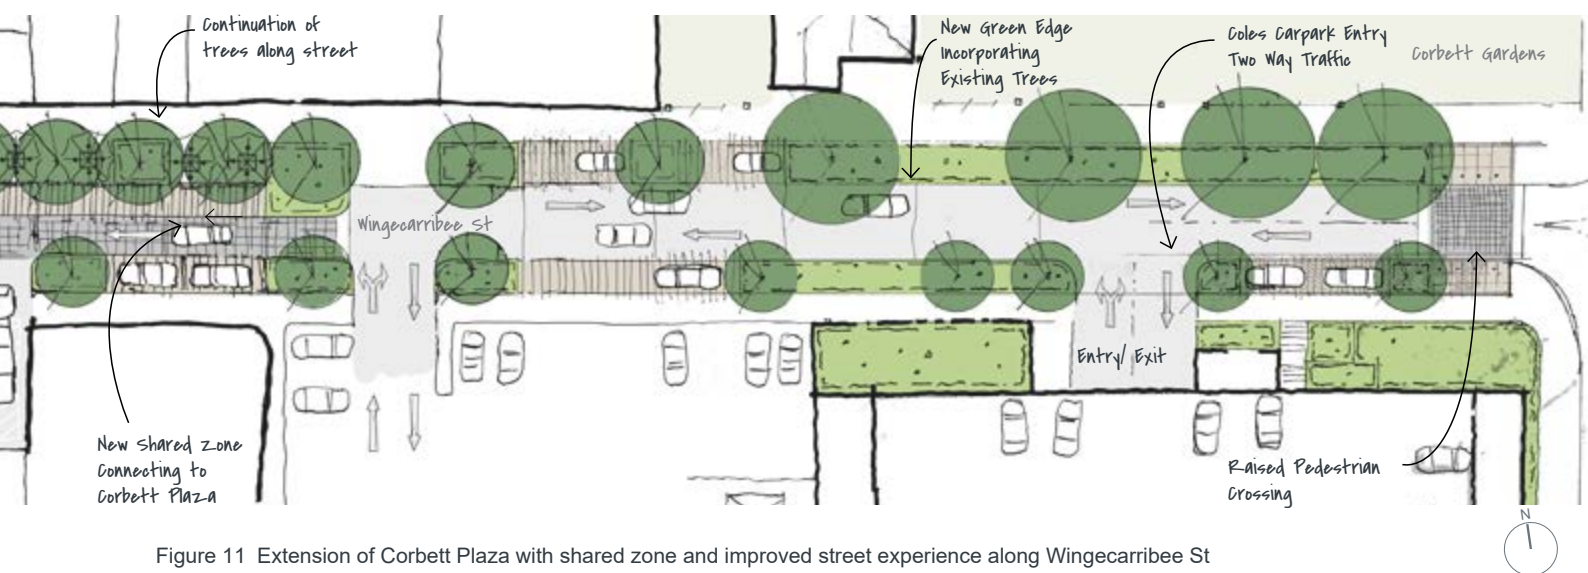 Continuation of
trees along street
New Green Edge
Incorporating
Existing Trees
Coles Carpark Entry
Two Way Traffic
Corbett Gardens
Wingecarribee St
Entry/ Exit
New Shared Zone
Connecting to
Corbett Plaza
Raised Pedestrian
Crossing
N
Figure 11 Extension of Corbett Plaza with shared zone and improved street experience along Wingecarribee St